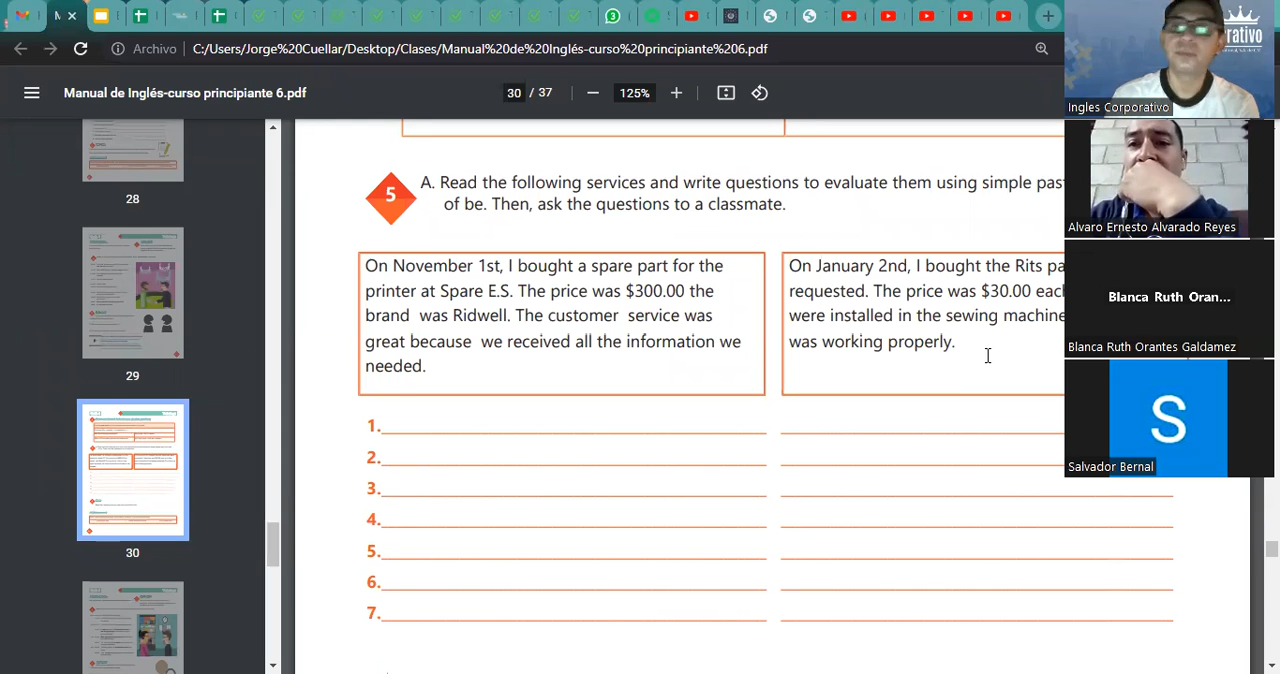 M
3
Archivo
C:/Users/Jorge%20Cuellar/Desktop/Clases/Manual%20de%20Inglés-curso%20principiante%206.pdf
Manual de Inglés-curso principiante 6.pdf
30 / 37
125%
28
29
30
5
A. Read the following services and write questions to evaluate them using simple pas
of be. Then, ask the questions to a classmate.
On November 1st, I bought a spare part for the
printer at Spare E.S. The price was $300.00 the
brand was Ridwell. The customer service was
great because we received all the information we
needed.
On January 2nd, I bought the Rits pa
requested. The price was $30.00 eac
were installed in the sewing machine
was working properly.
1.
2.
3.
4.
5.
6.
7.
rativo
Ingles Corporativo
Alvaro Ernesto Alvarado Reyes
Blanca Ruth Oran...
Blanca Ruth Orantes Galdamez
S
Salvador Bernal